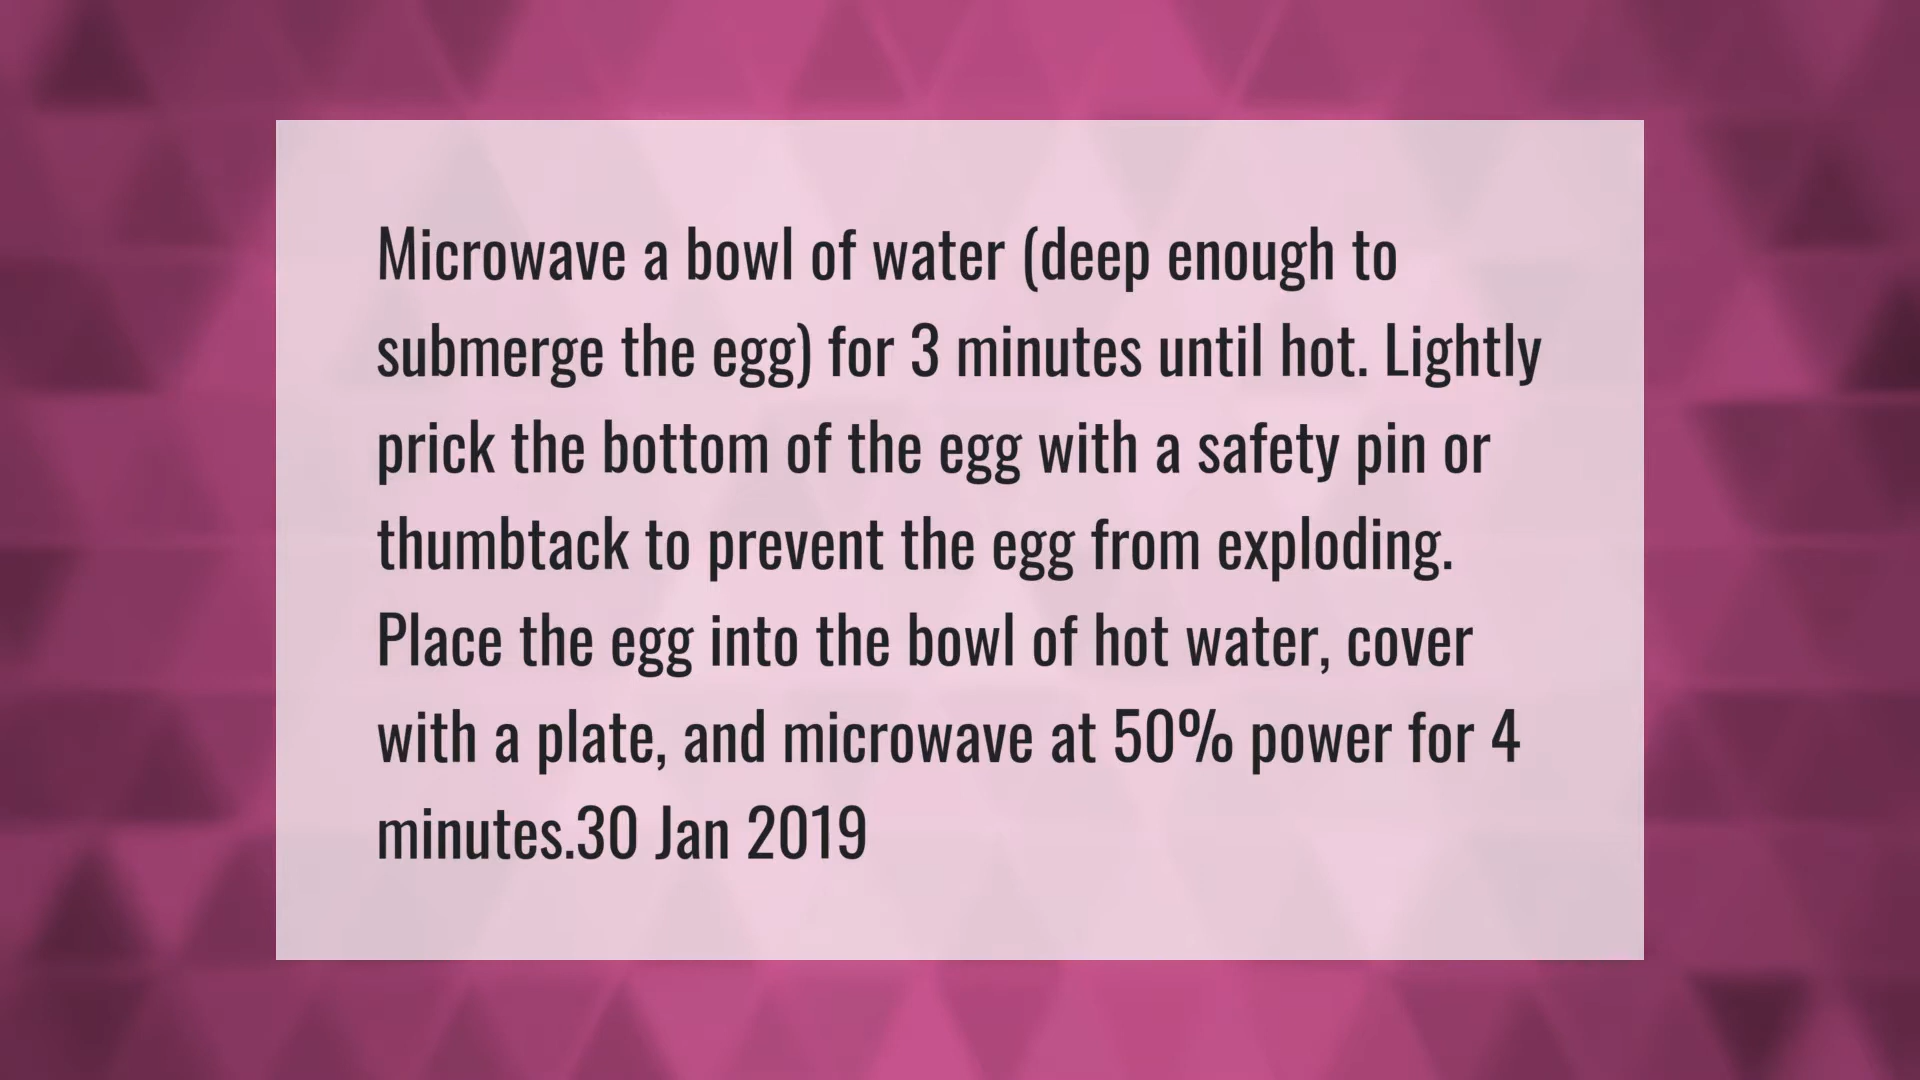 Microwave a bowl of water (deep enough to
submerge the egg) for 3 minutes until hot. Lightly
prick the bottom of the egg with a safety pin or
thumbtack to prevent the egg from exploding.
Place the egg into the bowl of hot water, cover
with a plate, and microwave at 50% power for 4
minutes.30 Jan 2019